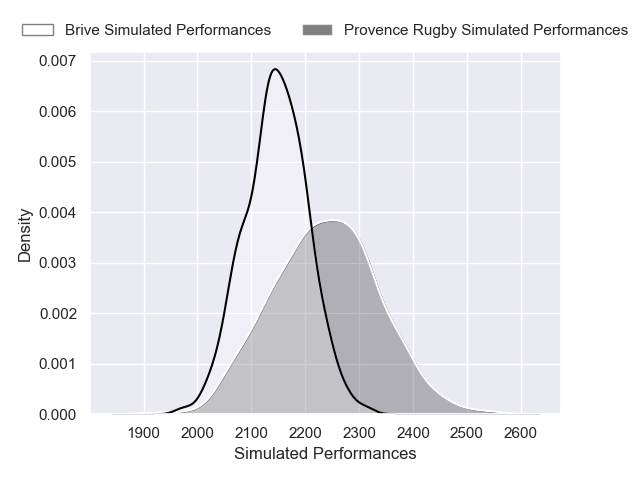 Brive Simulated Performances Provence Rugby Simulated Performances
0.007
0.006
0.005
0.004
0.003
0.002
0.001
0.000
Density
1900 2000 2100 2200 2300 2400 2500 2600
Simulated Performances